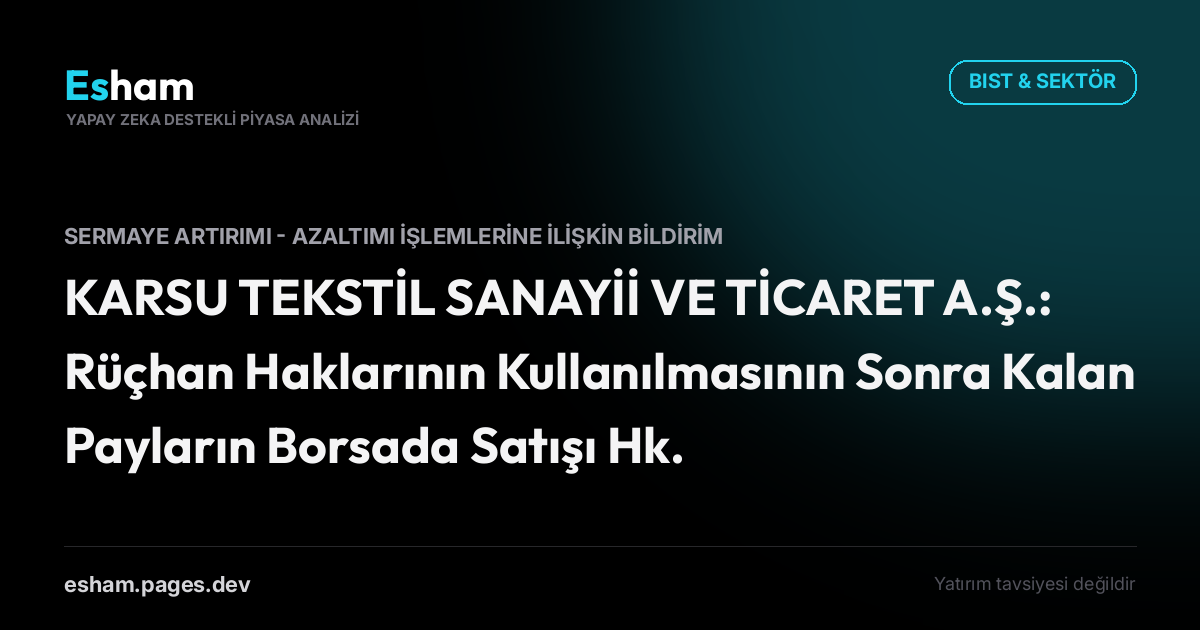 Esham
YAPAY ZEKA DESTEKLİ PİYASA ANALİZİ
BIST & SEKTÖR
SERMAYE ARTIRIMI - AZALTIMI İŞLEMLERİNE İLİŞKİN BİLDİRİM
KARSU TEKSTİL SANAYİİ VE TİCARET A.Ş.:
Rüçhan Haklarının Kullanılmasının Sonra Kalan
Payların Borsada Satışı Hk.
esham.pages.dev
Yatırım tavsiyesi değildir